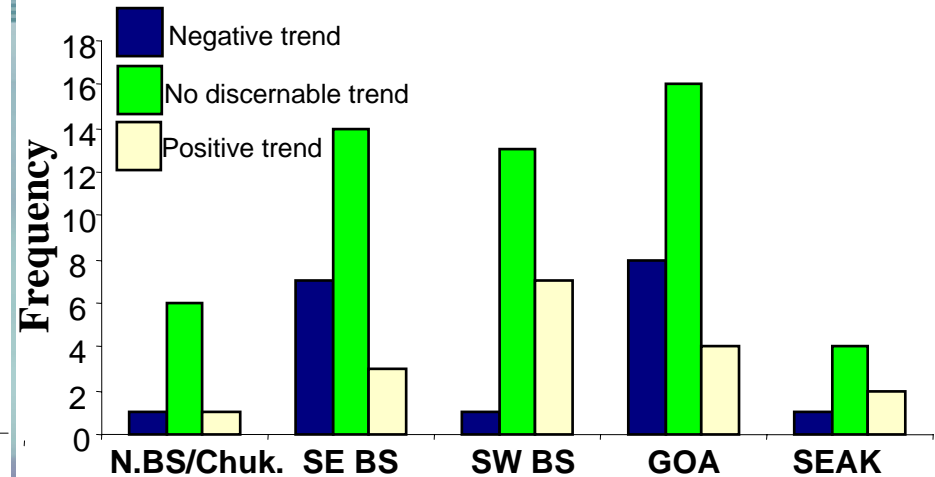 Negative trend
No discernable trend
Positive trend
Frequency
18
16
14
12
10
8
6
4
2
0
N.BS/Chuk. SE BS SW BS GOA SEAK